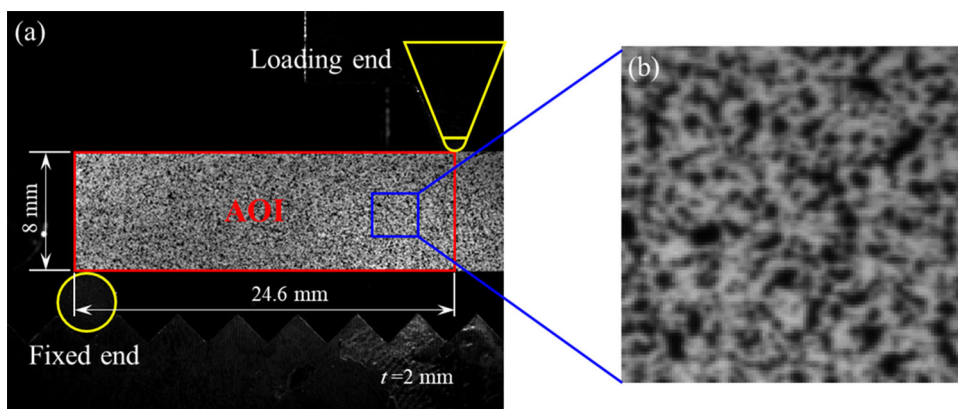 (a)
Loading end
8 mm
AOI
24.6 mm
Fixed end
t=2 mm
(b)